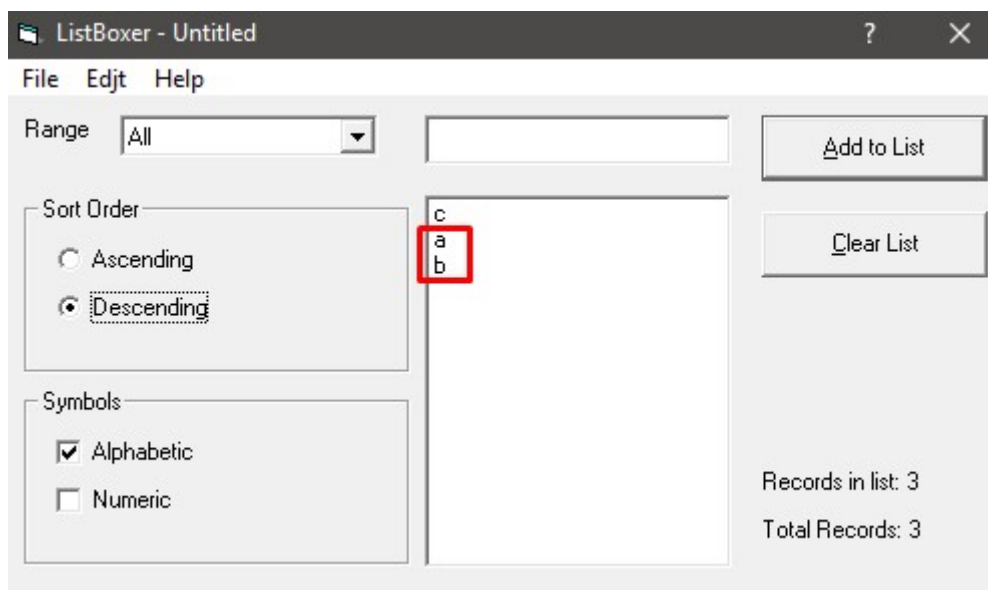 ListBoxer - Untitled
?
File Edjt Help
Range All
Add to List
Sort Order
Ascending
Descending
c
a
b
Clear List
Symbols
Alphabetic
Numeric
Records in list: 3
Total Records: 3